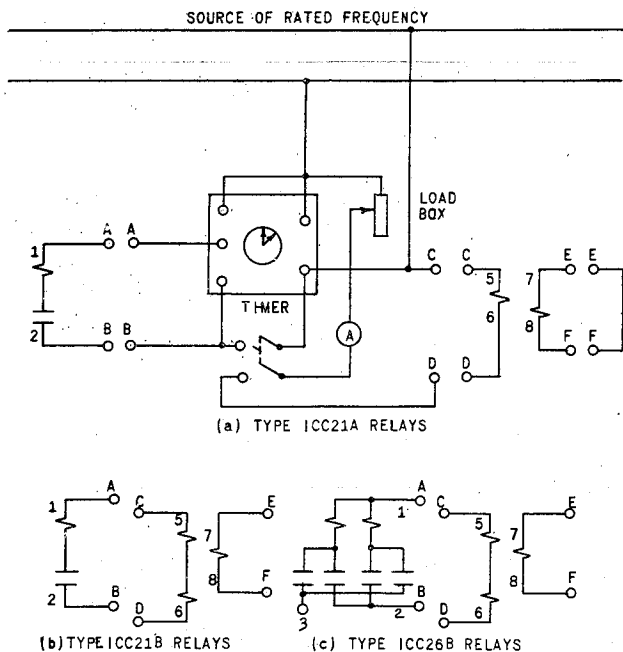 SOURCE OF RATED FREQUENCY
LOAD
BOX
A A
1
C C
E E
5
7
TIMER
6
8
2
B B
A
F F
D D
(a) TYPE ICC21A RELAYS
A
1
C
5
E
7
2
B
8
F
D
6
(b) TYPE ICC21B RELAYS
A
1
C
5
E
7
3
2
B
8
F
D
6
(c) TYPE ICC26B RELAYS